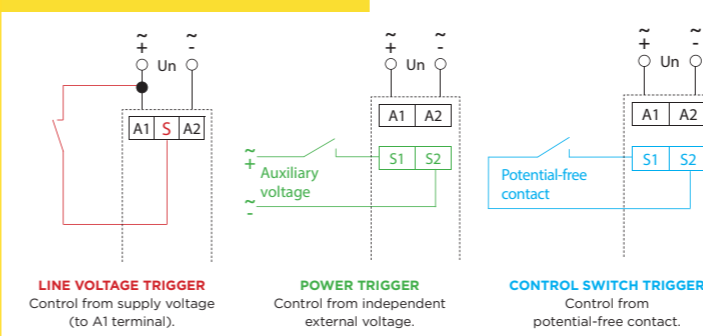 ~ ~ ~ ~ ~ ~
+ - + - + -
Un Un Un
A1 S A2
A1 A2
A1 A2
S1 S2
S1 S2
~
+
Auxiliary
voltage
~
-
Potential-free
contact
LINE VOLTAGE TRIGGER
Control from supply voltage
(to A1 terminal).
POWER TRIGGER
Control from independent
external voltage.
CONTROL SWITCH TRIGGER
Control from
potential-free contact.